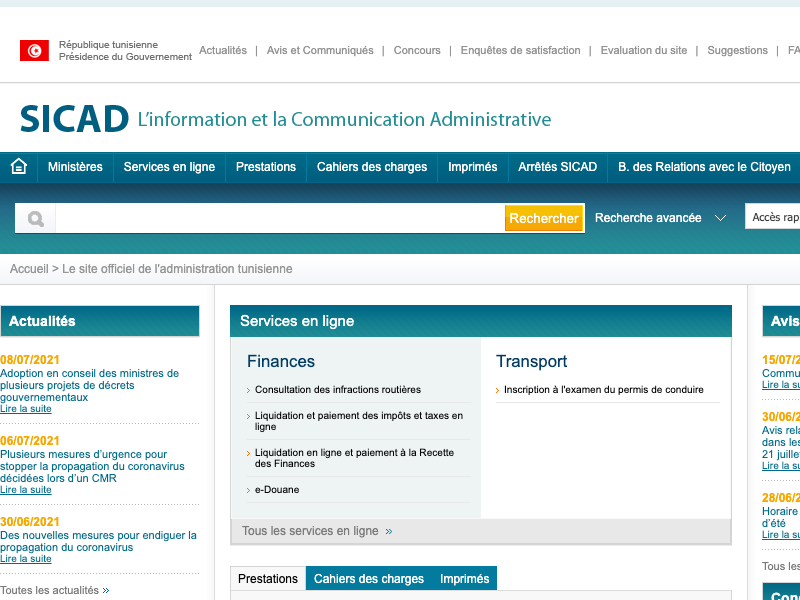 République tunisienne
Présidence du Gouvernement
Actualités | Avis et Communiqués | Concours | Enquêtes de satisfaction | Evaluation du site | Suggestions | FA
SICAD L'information et la Communication Administrative
Ministères Services en ligne Prestations Cahiers des charges Imprimés Arrêtés SICAD B. des Relations avec le Citoyen
Rechercher Recherche avancée Accès rap
Accueil > Le site officiel de l'administration tunisienne
Actualités
08/07/2021
Adoption en conseil des ministres de
plusieurs projets de décrets
gouvernementaux
Lire la suite
06/07/2021
Plusieurs mesures d'urgence pour
stopper la propagation du coronavirus
décidées lors d'un CMR
Lire la suite
30/06/2021
Des nouvelles mesures pour endiguer la
propagation du coronavirus
Lire la suite
Toutes les actualités »
Services en ligne
Finances
› Consultation des infractions routières
› Liquidation et paiement des impôts et taxes en
ligne
› Liquidation en ligne et paiement à la Recette
des Finances
› e-Douane
Transport
› Inscription à l'examen du permis de conduire
Tous les services en ligne »
Prestations Cahiers des charges Imprimés
Avis
15/07/2
Commu
Lire la su
30/06/2
Avis rela
dans les
21 juille
Lire la su
28/06/2
Horaire
d'été
Lire la su
Tous les
Con